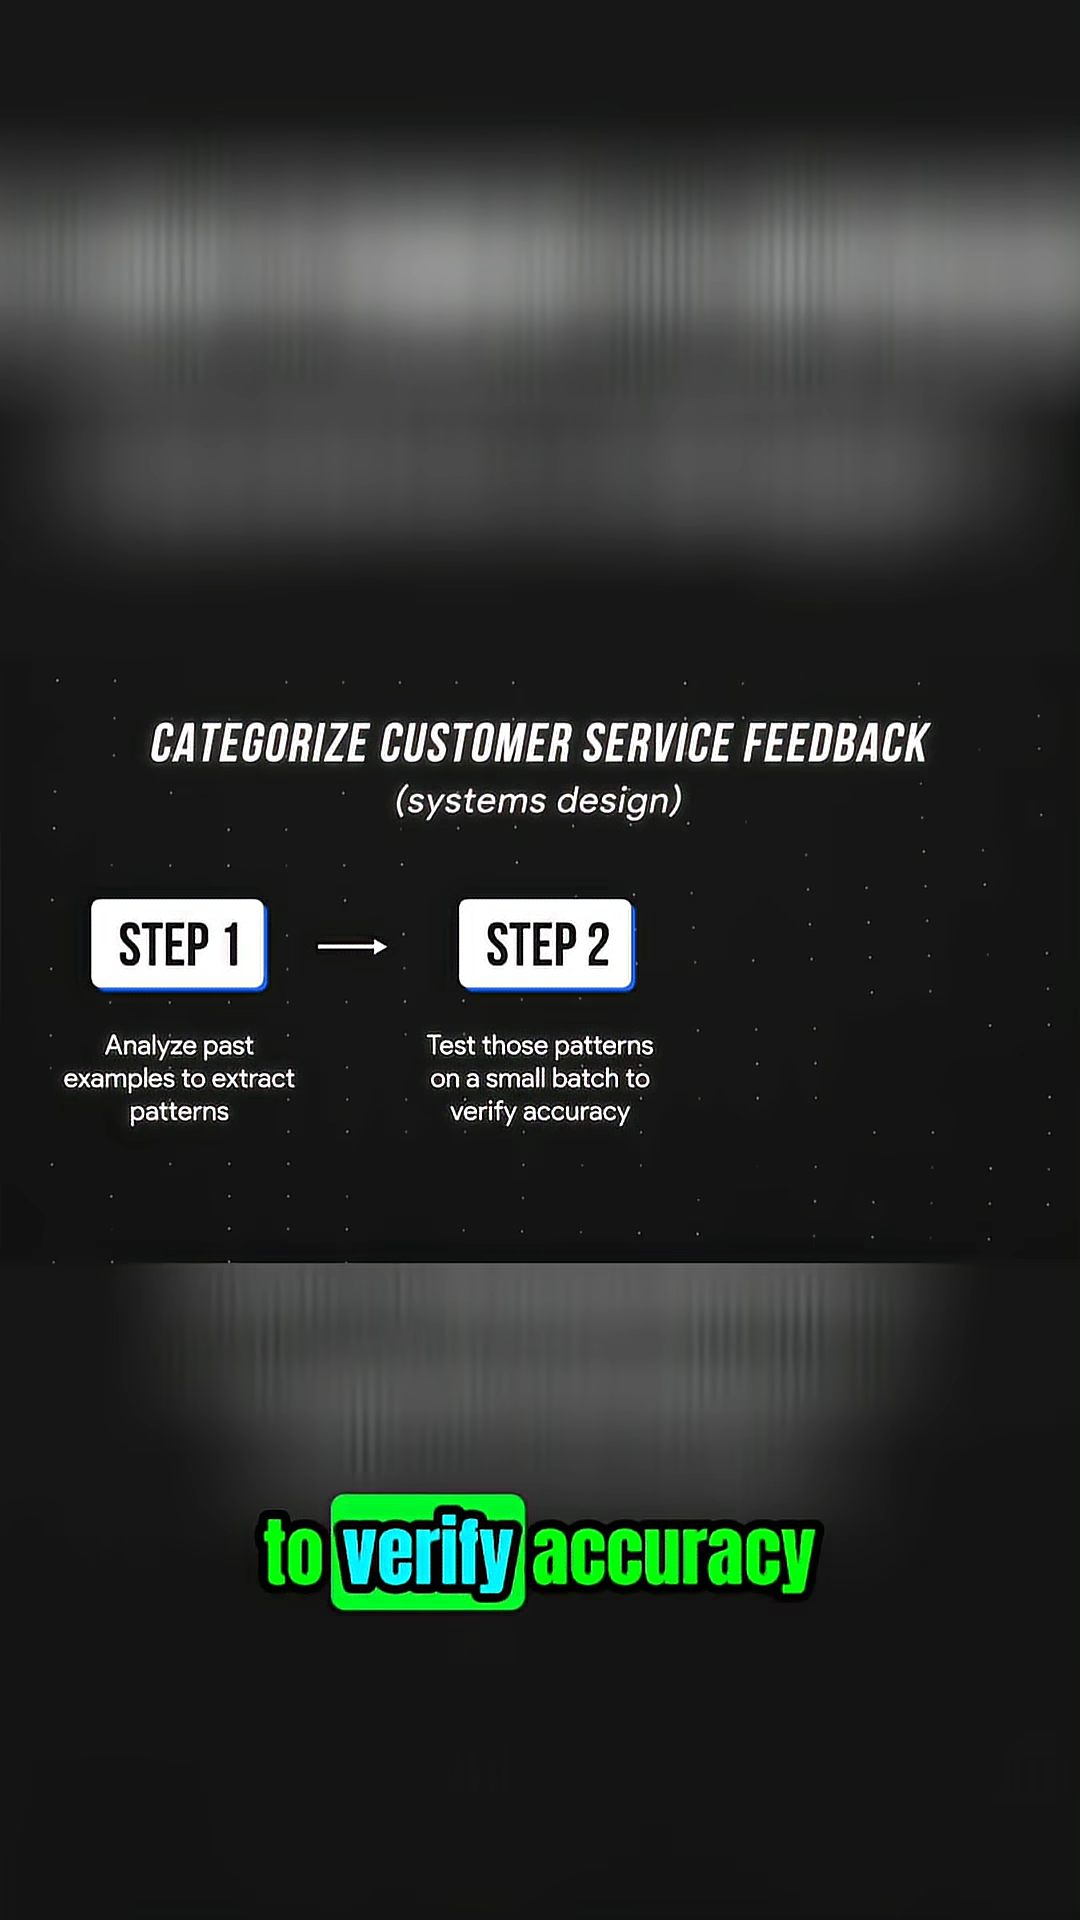 CATEGORIZE CUSTOMER SERVICE FEEDBACK
(systems design)
STEP 1
STEP 2
Analyze past
examples to extract
patterns
Test those patterns
on a small batch to
verify accuracy
to verify accuracy